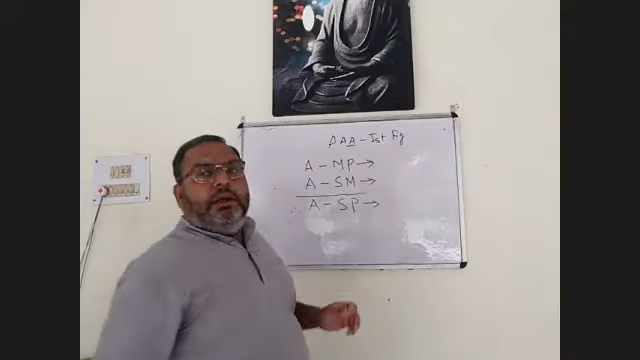 AAA - Ist Fig
A - MP →
A - SM →
A - SP →